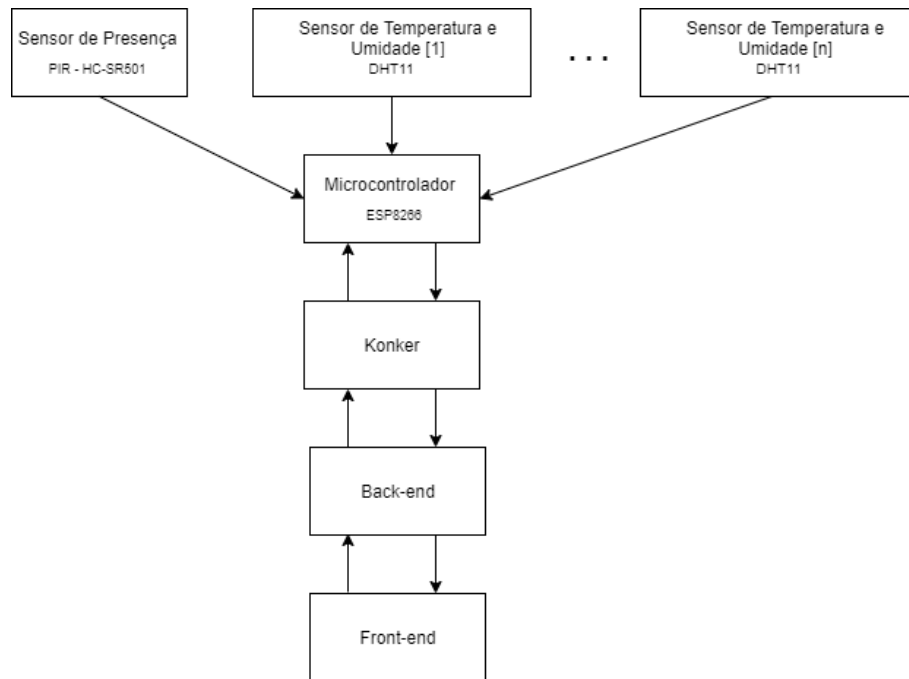 Sensor de Presença
PIR - HC-SR501
Sensor de Temperatura e
Umidade [1]
DHT11
. . .
Sensor de Temperatura e
Umidade [n]
DHT11
Microcontrolador
ESP8266
Konker
Back-end
Front-end